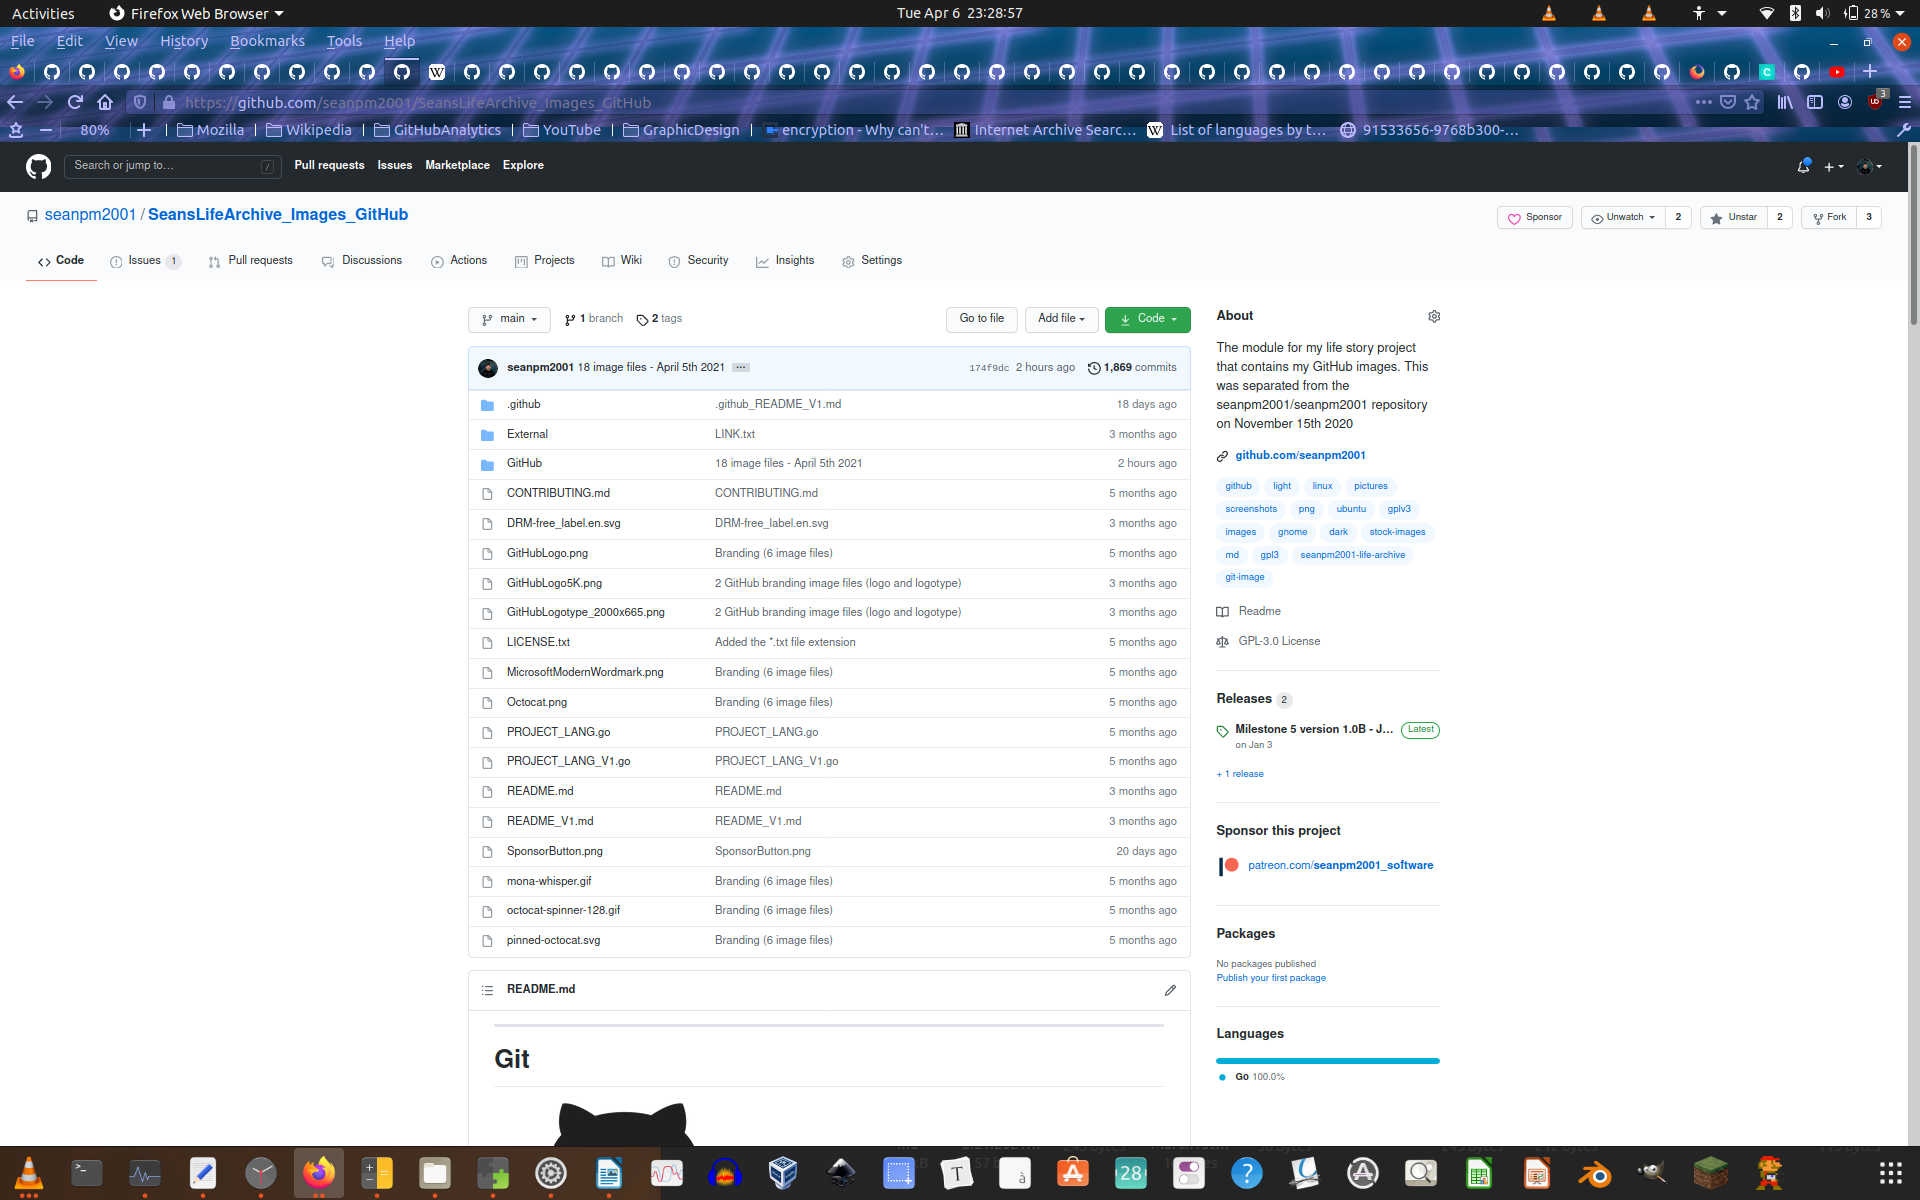 Activities Firefox Web Browser Tue Apr 6 23:28:57 28 %
File Edit View History Bookmarks Tools Help
https://github.com/seanpm2001/SeansLifeArchive_Images_GitHub 3
80% Mozilla Wikipedia GitHubAnalytics YouTube GraphicDesign encryption - Why can't… Internet Archive Searc… List of languages by t… 91533656-9768b300-…
Search or jump to… / Pull requests Issues Marketplace Explore
seanpm2001 / SeansLifeArchive_Images_GitHub Sponsor Unwatch 2 Unstar 2 Fork 3
Code Issues 1 Pull requests Discussions Actions Projects Wiki Security Insights Settings
main 1 branch 2 tags Go to file Add file Code
seanpm2001 18 image files - April 5th 2021 … 174f9dc 2 hours ago 1,869 commits
.github .github_README_V1.md 18 days ago
External LINK.txt 3 months ago
GitHub 18 image files - April 5th 2021 2 hours ago
CONTRIBUTING.md CONTRIBUTING.md 5 months ago
DRM-free_label.en.svg DRM-free_label.en.svg 3 months ago
GitHubLogo.png Branding (6 image files) 5 months ago
GitHubLogo5K.png 2 GitHub branding image files (logo and logotype) 3 months ago
GitHubLogotype_2000x665.png 2 GitHub branding image files (logo and logotype) 3 months ago
LICENSE.txt Added the *.txt file extension 5 months ago
MicrosoftModernWordmark.png Branding (6 image files) 5 months ago
Octocat.png Branding (6 image files) 5 months ago
PROJECT_LANG.go PROJECT_LANG.go 5 months ago
PROJECT_LANG_V1.go PROJECT_LANG_V1.go 5 months ago
README.md README.md 3 months ago
README_V1.md README_V1.md 3 months ago
SponsorButton.png SponsorButton.png 20 days ago
mona-whisper.gif Branding (6 image files) 5 months ago
octocat-spinner-128.gif Branding (6 image files) 5 months ago
pinned-octocat.svg Branding (6 image files) 5 months ago
README.md
Git
About
The module for my life story project
that contains my GitHub images. This
was separated from the
seanpm2001/seanpm2001 repository
on November 15th 2020
github.com/seanpm2001
github light linux pictures
screenshots png ubuntu gplv3
images gnome dark stock-images
md gpl3 seanpm2001-life-archive
git-image
Readme
GPL-3.0 License
Releases 2
Milestone 5 version 1.0B - J… Latest
on Jan 3
+ 1 release
Sponsor this project
patreon.com/seanpm2001_software
Packages
No packages published
Publish your first package
Languages
Go 100.0%